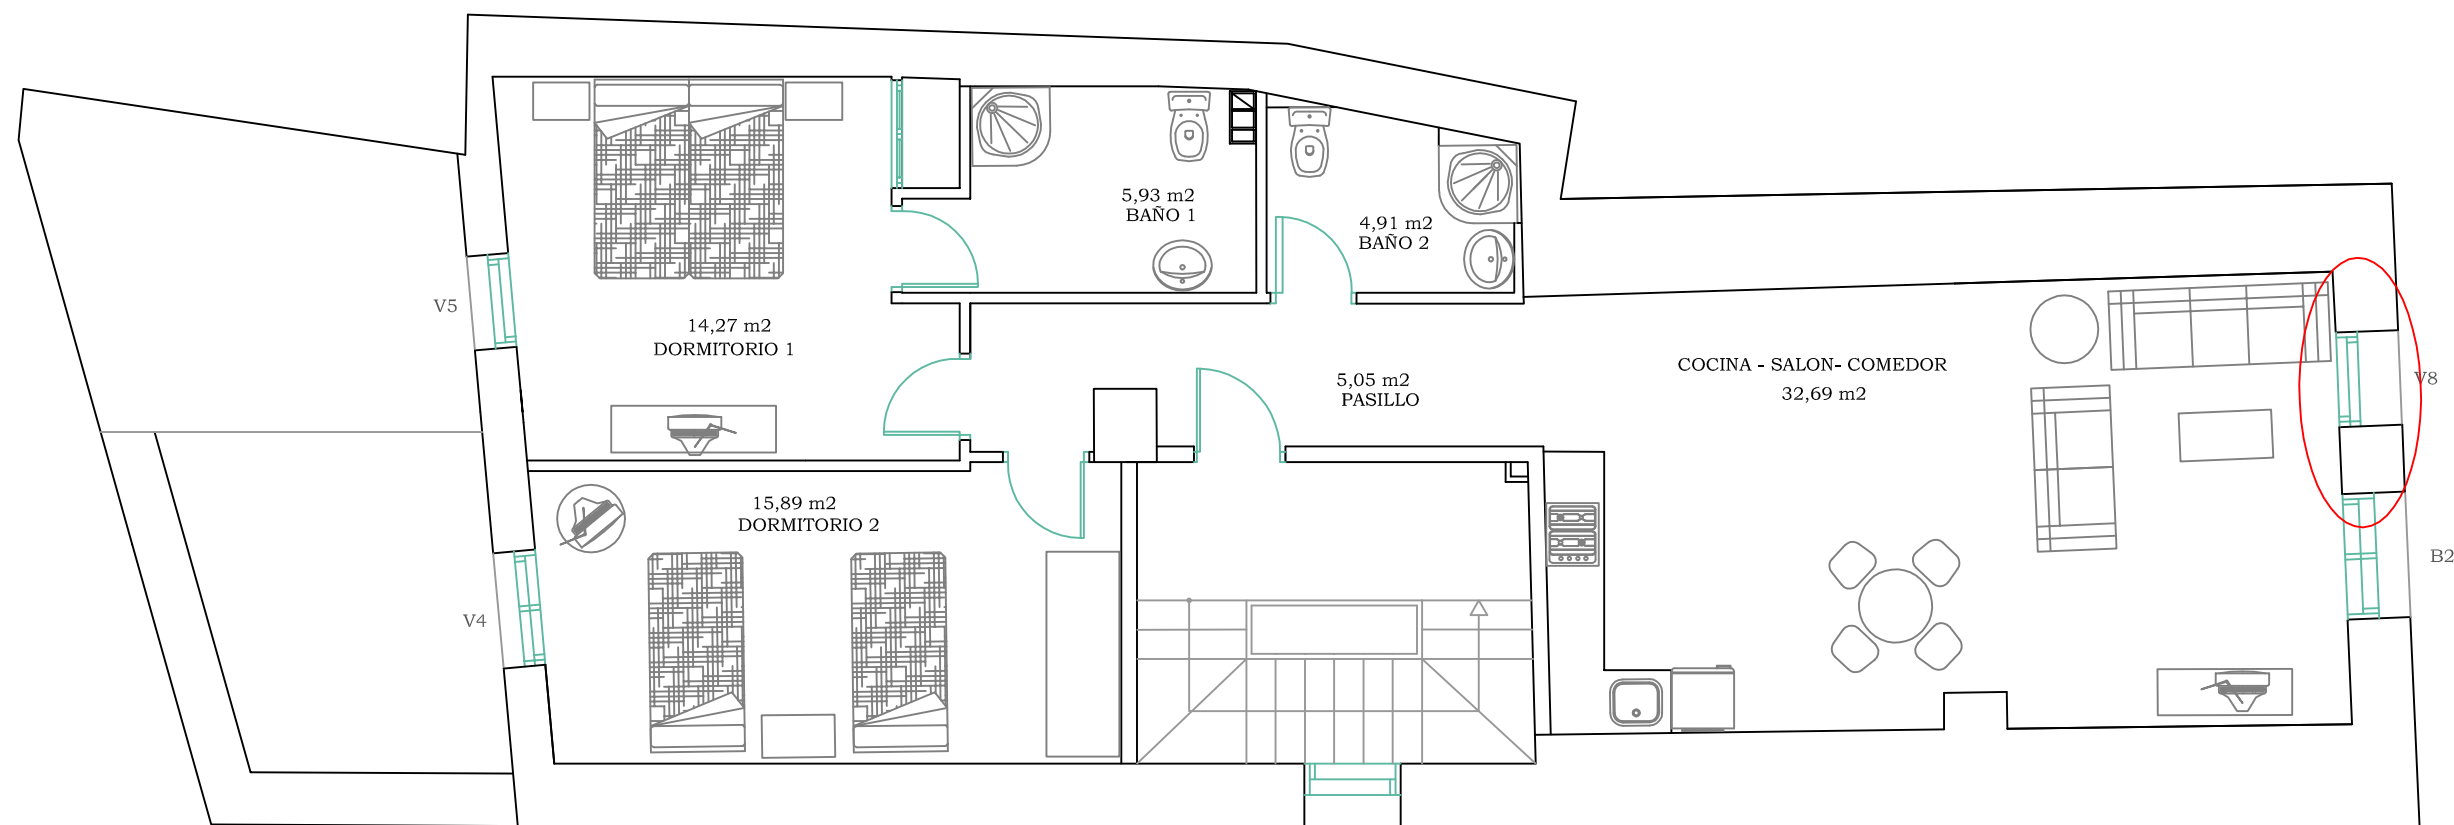 5,93 m2
BAÑO 1
4,91 m2
BAÑO 2
V5
14,27 m2
DORMITORIO 1
COCINA - SALON- COMEDOR
32,69 m2
5,05 m2
PASILLO
V8
15,89 m2
DORMITORIO 2
B2
V4